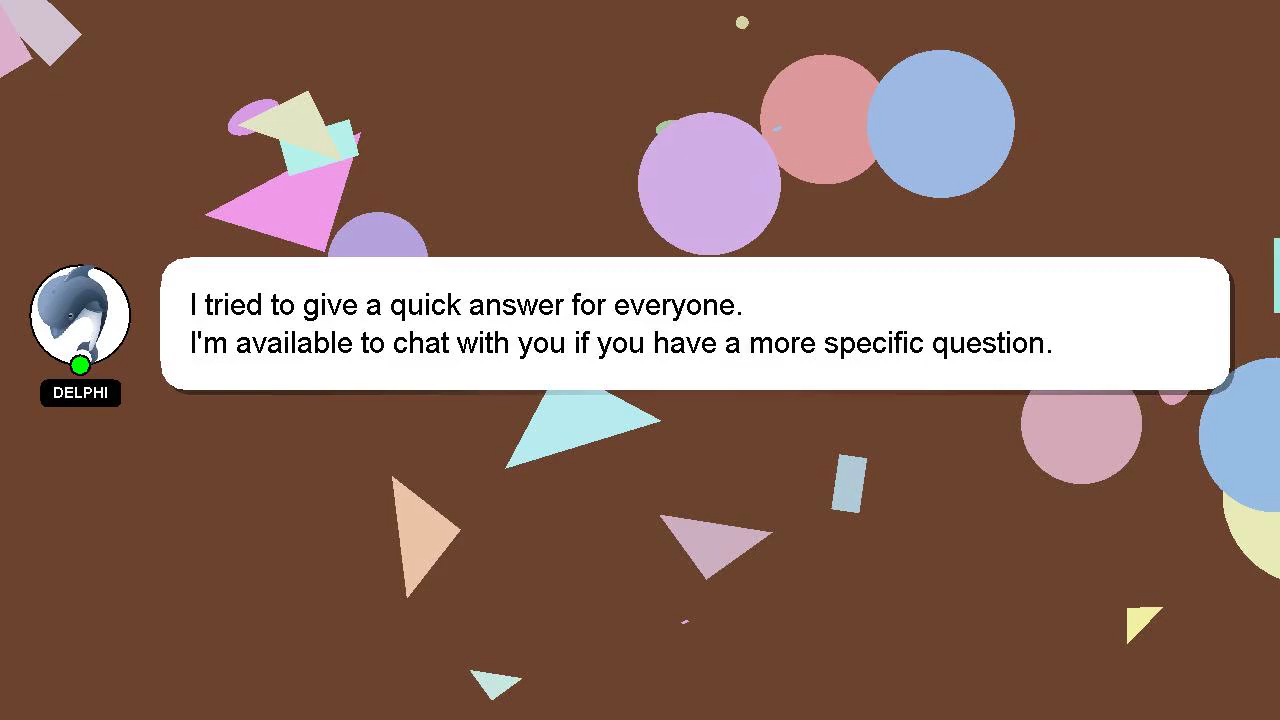 I tried to give a quick answer for everyone.
I'm available to chat with you if you have a more specific question.
DELPHI